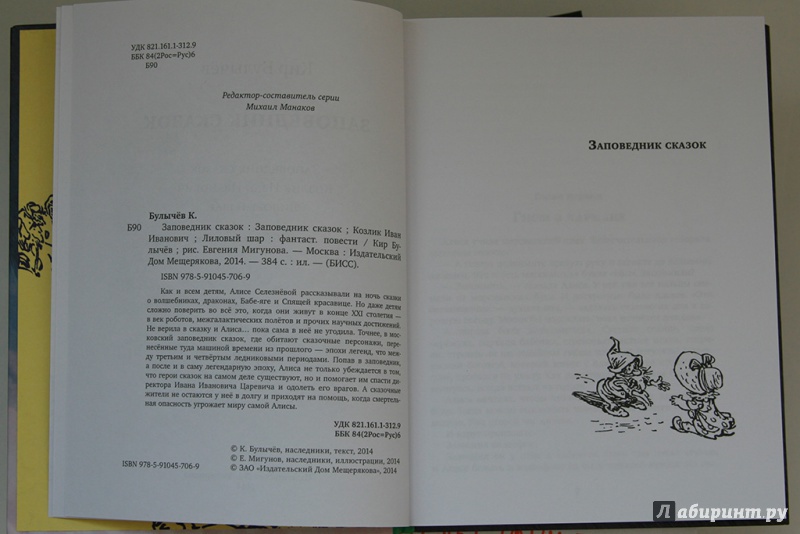 УДК 821.161.1-312.9
ББК 84(2Рос=Рус)6
Б90
Редактор-составитель серии
Михаил Манаков
Булычёв К.
Б90 Заповедник сказок : Заповедник сказок ; Козлик Иван
Иванович ; Лиловый шар : фантаст. повести / Кир Бу-
лычёв ; рис. Евгения Мигунова. — Москва : Издательский
Дом Мещерякова, 2014. — 384 с. : ил. — (БИСС).
ISBN 978-5-91045-706-9
Как и всем детям, Алисе Селезнёвой рассказывали на ночь сказки
о волшебниках, драконах, Бабе-яге и Спящей красавице. Но даже детям
сложно поверить во всё это, когда они живут в конце XXI столетия —
в век роботов, межгалактических полётов и прочих научных достижений.
Не верила в сказку и Алиса... пока сама в неё не угодила. Точнее, в мос-
ковский заповедник сказок, где обитают сказочные персонажи, пере-
несённые туда машиной времени из прошлого — эпохи легенд, что меж-
ду третьим и четвёртым ледниковыми периодами. Попав в заповедник,
а после и в саму легендарную эпоху, Алиса не только убеждается в том,
что герои сказок на самом деле существуют, но и помогает им спасти ди-
ректора Ивана Ивановича Царевича и одолеть его врагов. А сказочные
жители не остаются у неё в долгу и приходят на помощь, когда смертель-
ная опасность угрожает миру самой Алисы.
УДК 821.161.1-312.9
ББК 84(2Рос=Рус)6
© К. Булычёв, наследники, текст, 2014
© Е. Мигунов, наследники, иллюстрации, 2014
ISBN 978-5-91045-706-9 © ЗАО «Издательский Дом Мещерякова», 2014
Заповедник сказок
Лабиринт.ру